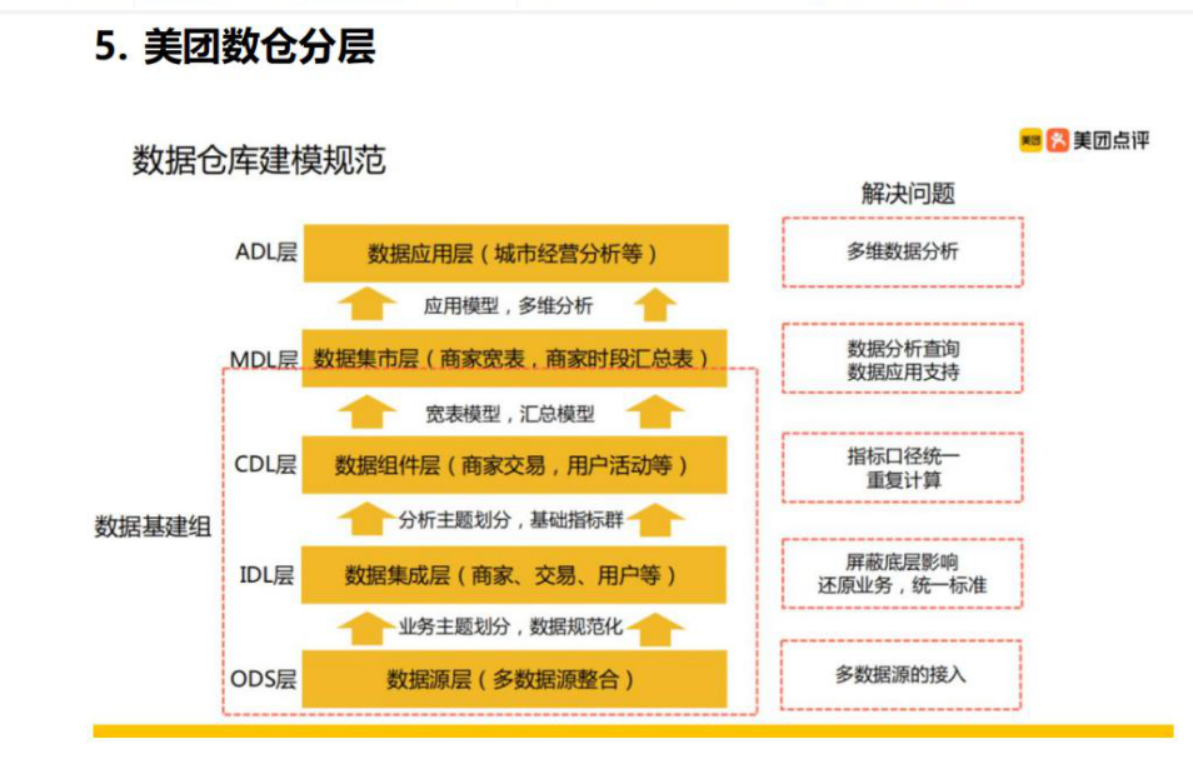 5. 美团数仓分层
数据仓库建模规范
美团 美团点评
解决问题
ADL层 数据应用层（城市经营分析等） 多维数据分析
应用模型，多维分析
MDL层 数据集市层（商家宽表，商家时段汇总表） 数据分析查询
数据应用支持
宽表模型，汇总模型
CDL层 数据组件层（商家交易，用户活动等） 指标口径统一
重复计算
分析主题划分，基础指标群
数据基建组
IDL层 数据集成层（商家、交易、用户等） 屏蔽底层影响
还原业务，统一标准
业务主题划分，数据规范化
ODS层 数据源层（多数据源整合） 多数据源的接入